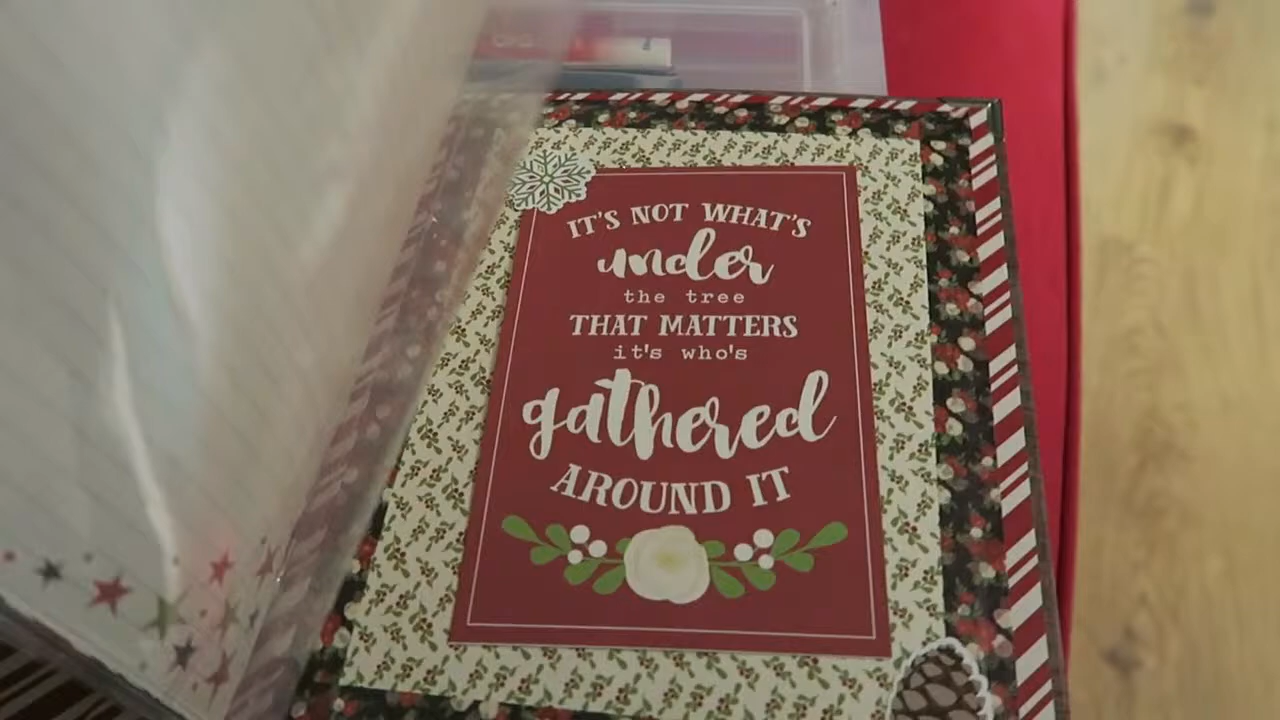 IT'S NOT WHAT'S
under
the tree
THAT MATTERS
it's who's
gathered
AROUND IT